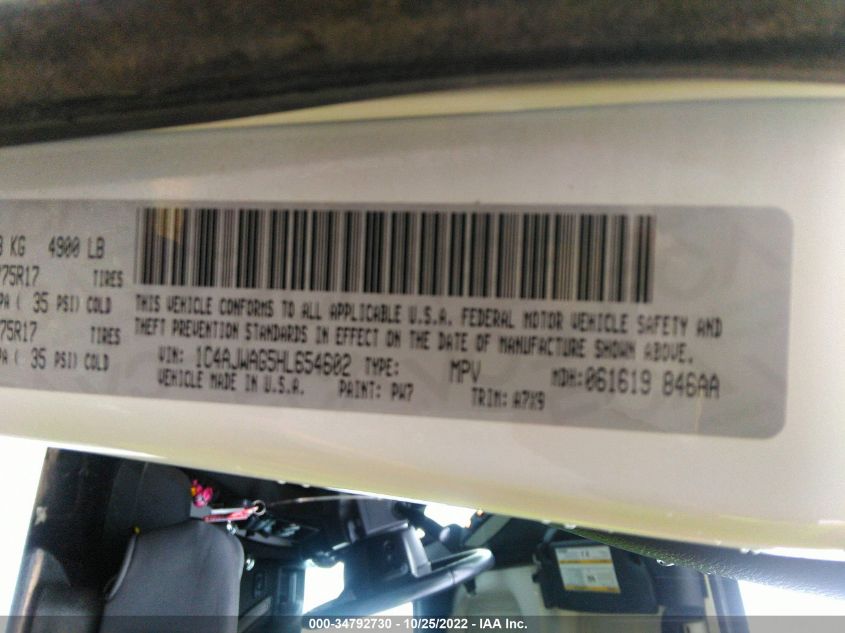 KG 4900 LB
75R17 TIRES
PA ( 35 PSI) COLD
75R17 TIRES
PA ( 35 PSI) COLD
THIS VEHICLE CONFORMS TO ALL APPLICABLE U.S.A. FEDERAL MOTOR VEHICLE SAFETY AND
THEFT PREVENTION STANDARDS IN EFFECT ON THE DATE OF MANUFACTURE SHOWN ABOVE.
VIN: 1C4AJWAG5HL654602 TYPE: MPV MDH:061619 846AA
VEHICLE MADE IN U.S.A. PAINT: PW7 TRIM: A7X9
000-34792730 - 10/25/2022 - IAA Inc.